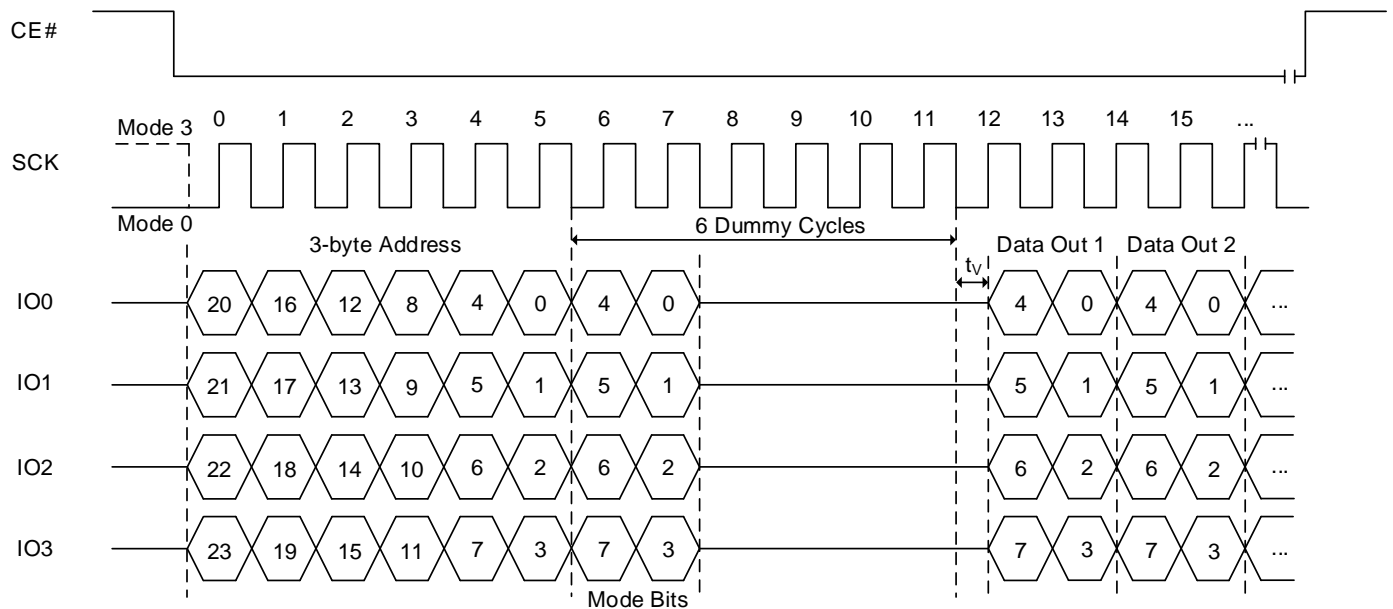 CE#
Mode 3
0 1 2 3 4 5 6 7 8 9 10 11 12 13 14 15 ...
SCK
Mode 0
6 Dummy Cycles
3-byte Address
Data Out 1 Data Out 2
tV
IO0 20 16 12 8 4 0 4 0 4 0 4 0 ...
IO1 21 17 13 9 5 1 5 1 5 1 5 1 ...
IO2 22 18 14 10 6 2 6 2 6 2 6 2 ...
IO3 23 19 15 11 7 3 7 3 7 3 7 3 ...
Mode Bits